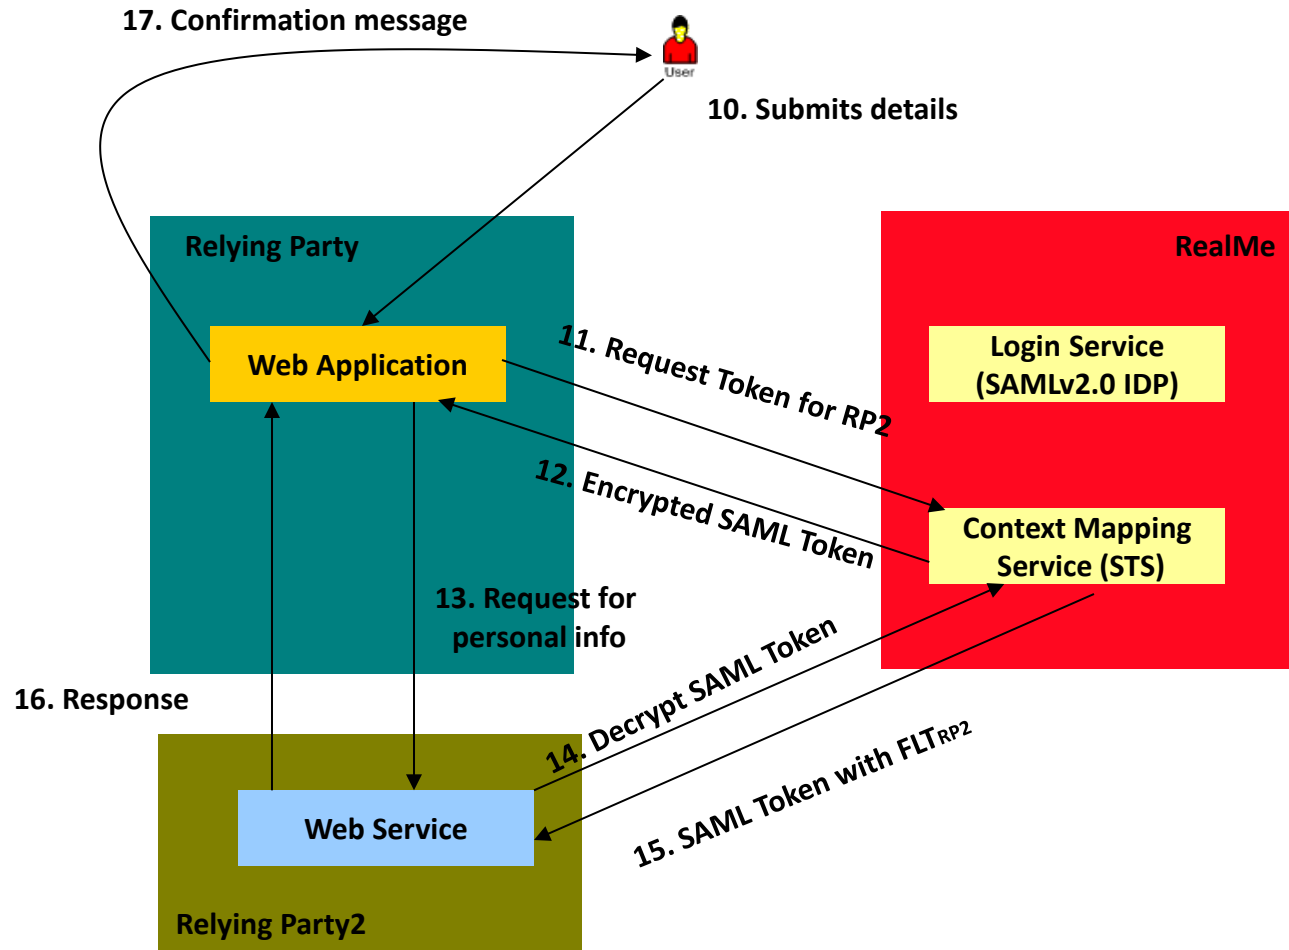 17. Confirmation message
User
10. Submits details
Relying Party
RealMe
Web Application
11. Request Token for RP2
Login Service
(SAMLv2.0 IDP)
12. Encrypted SAML Token
Context Mapping
Service (STS)
13. Request for
personal info
14. Decrypt SAML Token
16. Response
15. SAML Token with FLTRP2
Web Service
Relying Party2